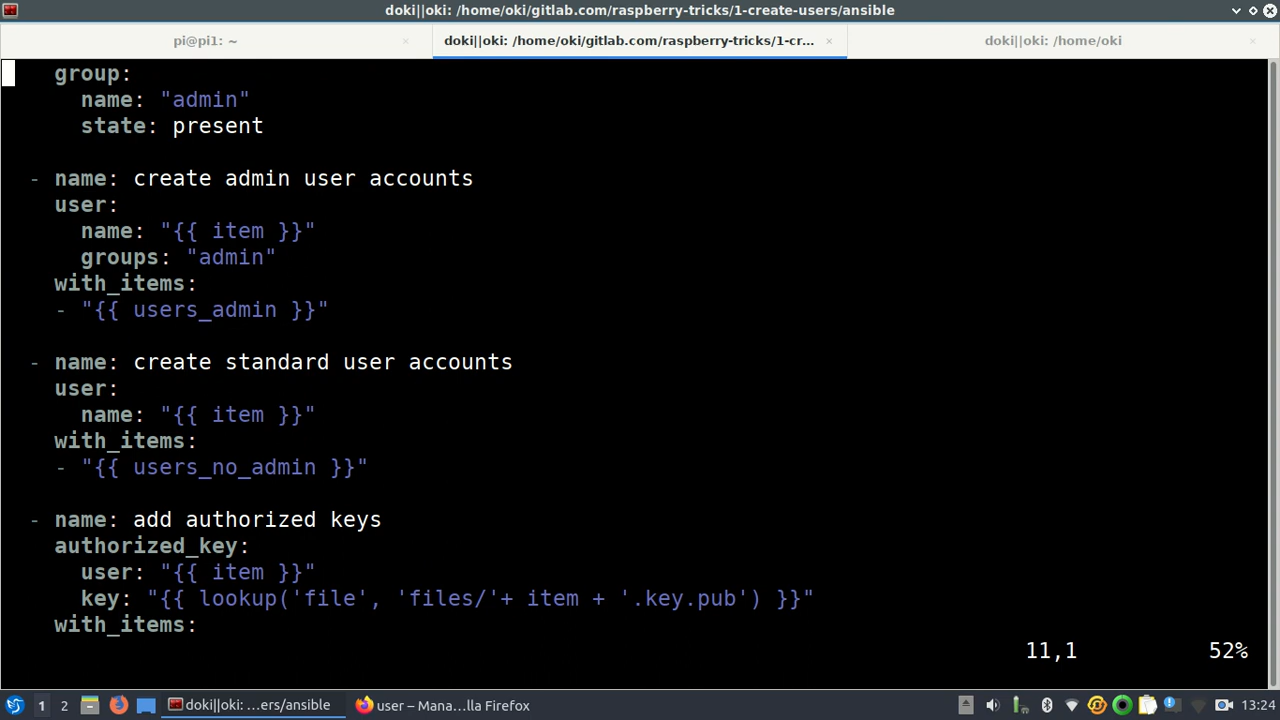 doki||oki: /home/oki/gitlab.com/raspberry-tricks/1-create-users/ansible
pi@pi1: ~ × doki||oki: /home/oki/gitlab.com/raspberry-tricks/1-cr... × doki||oki: /home/oki ×
group:
name: "admin"
state: present
- name: create admin user accounts
user:
name: "{{ item }}"
groups: "admin"
with_items:
- "{{ users_admin }}"
- name: create standard user accounts
user:
name: "{{ item }}"
with_items:
- "{{ users_no_admin }}"
- name: add authorized keys
authorized_key:
user: "{{ item }}"
key: "{{ lookup('file', 'files/'+ item + '.key.pub') }}"
with_items:
11,1 52%
1 2 doki||oki: ...ers/ansible user – Mana...lla Firefox 13:24